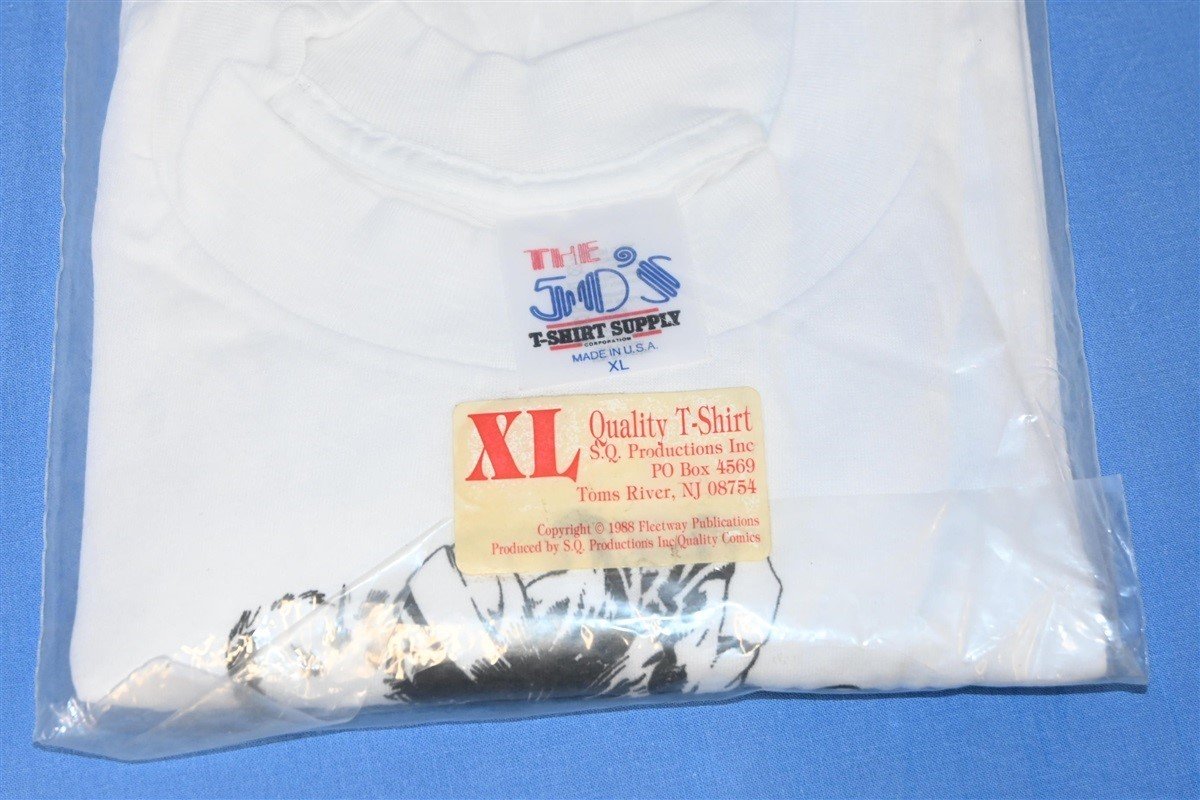 THE
50/50'S
T-SHIRT SUPPLY
CORPORATION
MADE IN U.S.A.
XL
XL
Quality T-Shirt
S.Q. Productions Inc
PO Box 4569
Toms River, NJ 08754
Copyright © 1988 Fleetway Publications
Produced by S.Q. Productions Inc/Quality Comics